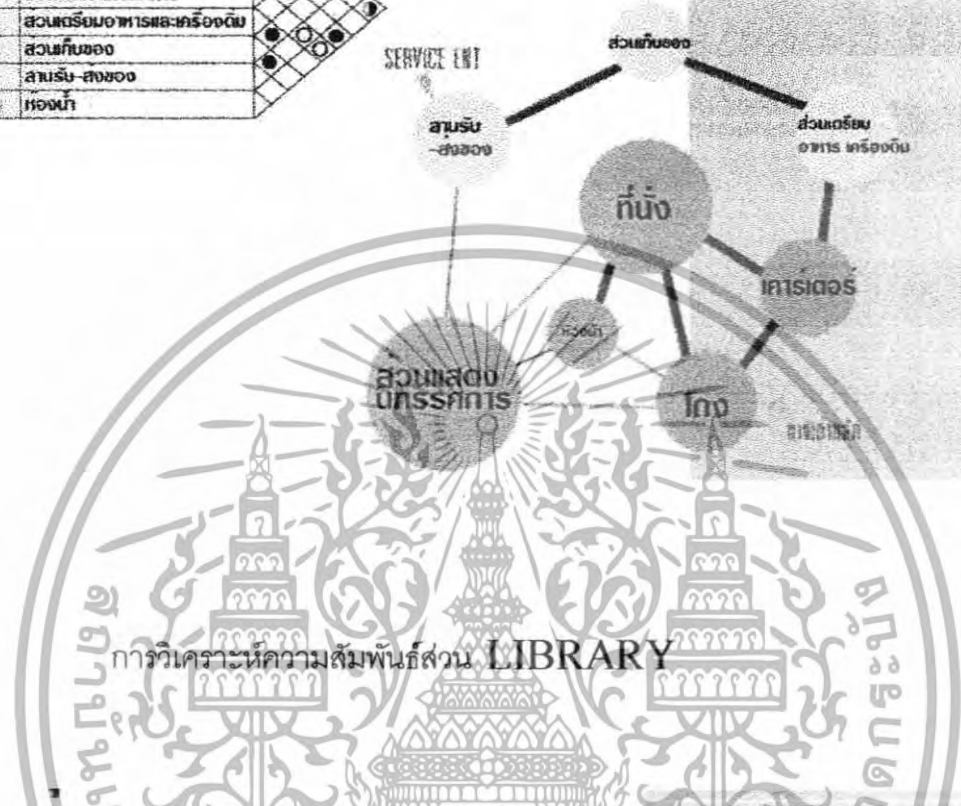 ส่วนเตรียมอาหารและเครื่องดื่ม
ส่วนเก็บของ
ลานรับ-ส่งของ
ห้องน้ำ
SERVICE ENT
ส่วนเก็บของ
ลานรับ
-ส่งของ
ส่วนเตรียม
อาหาร เครื่องดื่ม
ที่นั่ง
เคาร์เตอร์
ห้องน้ำ
ส่วนแสดง
นิทรรศการ
โถง
การวิเคราะห์ความสัมพันธ์ส่วน LIBRARY